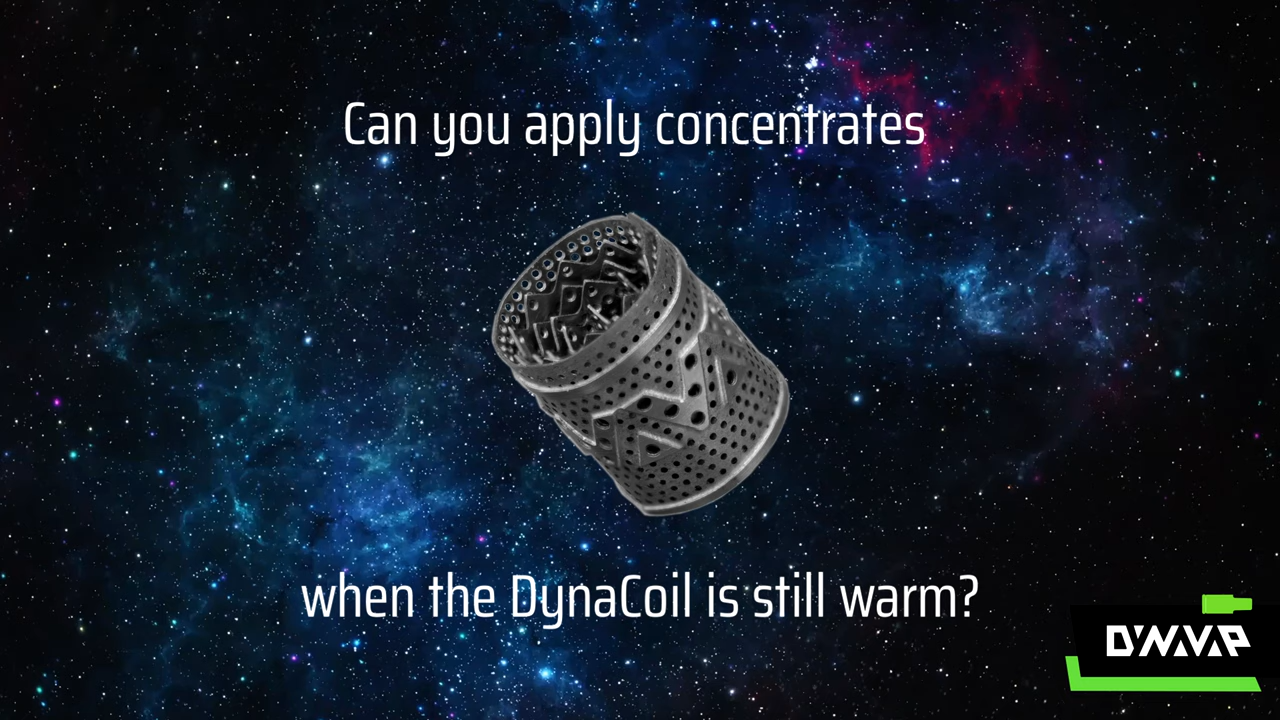 Can you apply concentrates
when the DynaCoil is still warm?
DYNAVAP